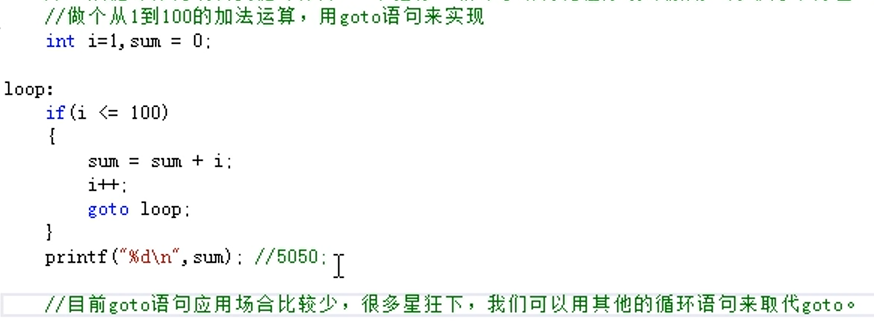 //做个从1到100的加法运算，用goto语句来实现
int i=1,sum = 0;
loop:
if(i <= 100)
{
sum = sum + i;
i++;
goto loop;
}
printf("%d\n",sum); //5050;
//目前goto语句应用场合比较少，很多星狂下，我们可以用其他的循环语句来取代goto。